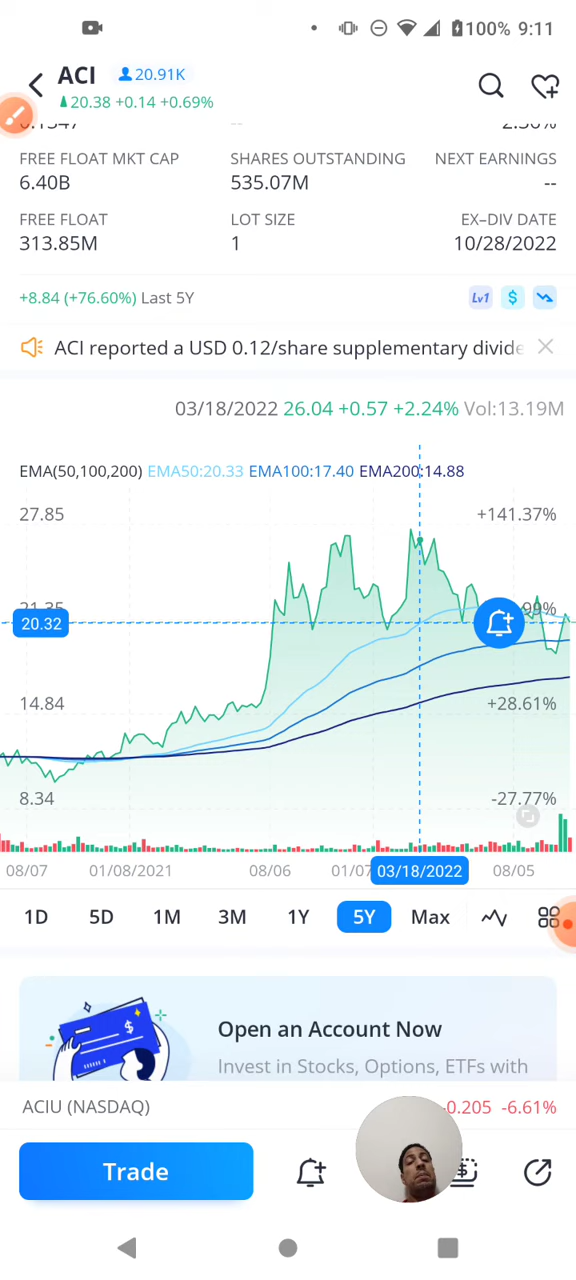 100% 9:11
ACI 20.91K
20.38 +0.14 +0.69%
FREE FLOAT MKT CAP SHARES OUTSTANDING NEXT EARNINGS
6.40B 535.07M --
FREE FLOAT LOT SIZE EX-DIV DATE
313.85M 1 10/28/2022
+8.84 (+76.60%) Last 5Y Lv1 $
ACI reported a USD 0.12/share supplementary divide
03/18/2022 26.04 +0.57 +2.24% Vol:13.19M
EMA(50,100,200) EMA50:20.33 EMA100:17.40 EMA200:14.88
27.85 +141.37%
20.32
14.84 +28.61%
8.34 -27.77%
08/07 01/08/2021 08/06 01/07 03/18/2022 08/05
1D 5D 1M 3M 1Y 5Y Max
Open an Account Now
Invest in Stocks, Options, ETFs with
ACIU (NASDAQ) -0.205 -6.61%
Trade